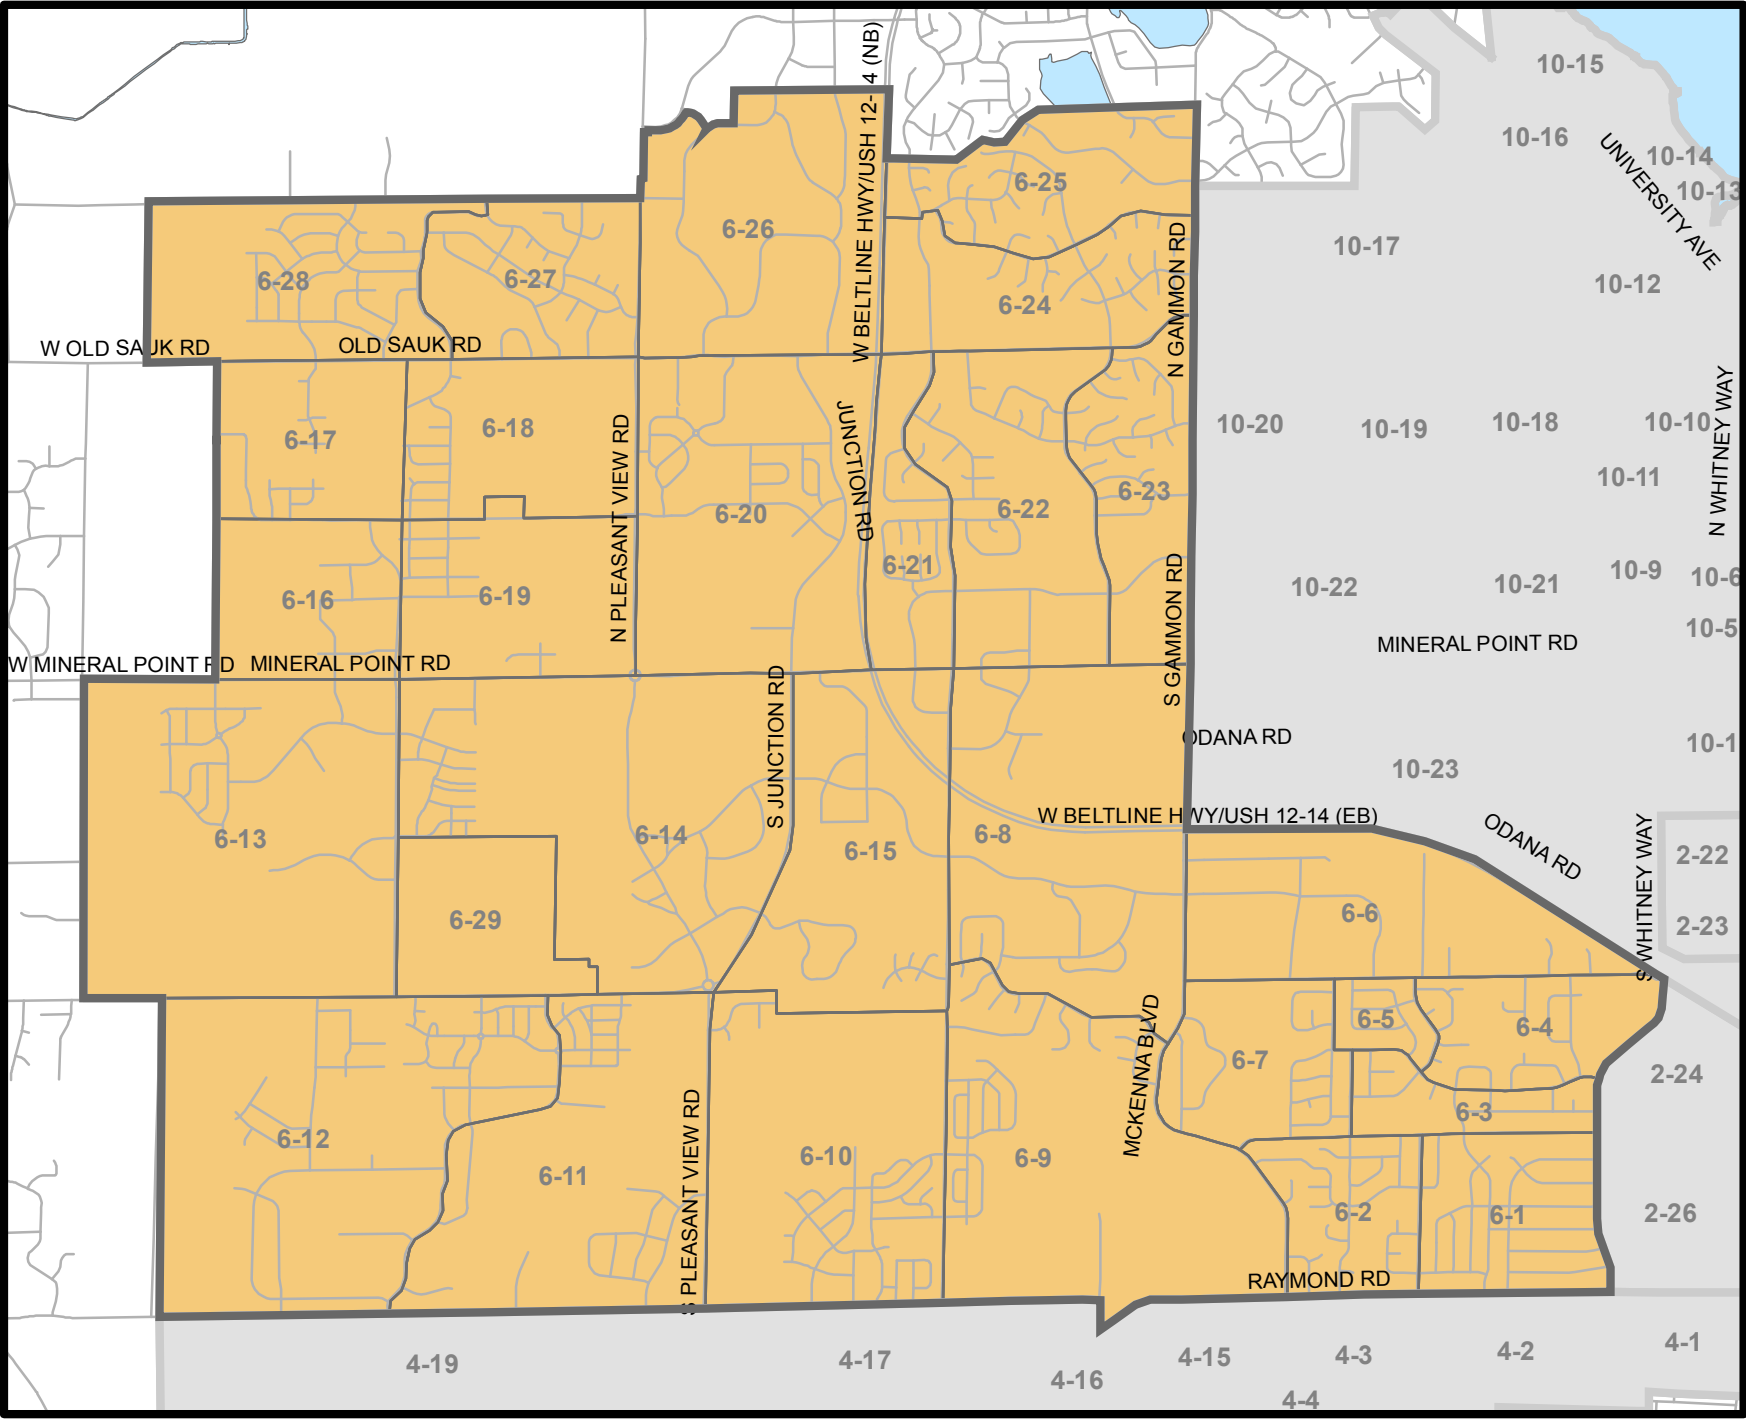 W BELTLINE HWY/USH 12-14 (NB)
10-15
10-16
UNIVERSITY AVE
10-14
10-13
6-25
6-26
10-17
N GAMMON RD
6-28
6-27
6-24
10-12
W OLD SAUK RD
OLD SAUK RD
N WHITNEY WAY
6-17
6-18
N PLEASANT VIEW RD
JUNCTION RD
10-20
10-19
10-18
10-10
10-11
6-23
6-20
6-22
6-21
S GAMMON RD
10-22
10-21
10-9
10-6
6-16
6-19
10-5
MINERAL POINT RD
W MINERAL POINT RD
MINERAL POINT RD
S JUNCTION RD
ODANA RD
10-1
10-23
W BELTLINE HWY/USH 12-14 (EB)
ODANA RD
S WHITNEY WAY
6-13
6-14
6-15
6-8
2-22
6-29
6-6
2-23
MCKENNA BLVD
6-5
6-4
6-7
2-24
S PLEASANT VIEW RD
6-3
6-12
6-11
6-10
6-9
6-2
6-1
2-26
RAYMOND RD
4-19
4-17
4-16
4-15
4-3
4-2
4-1
4-4